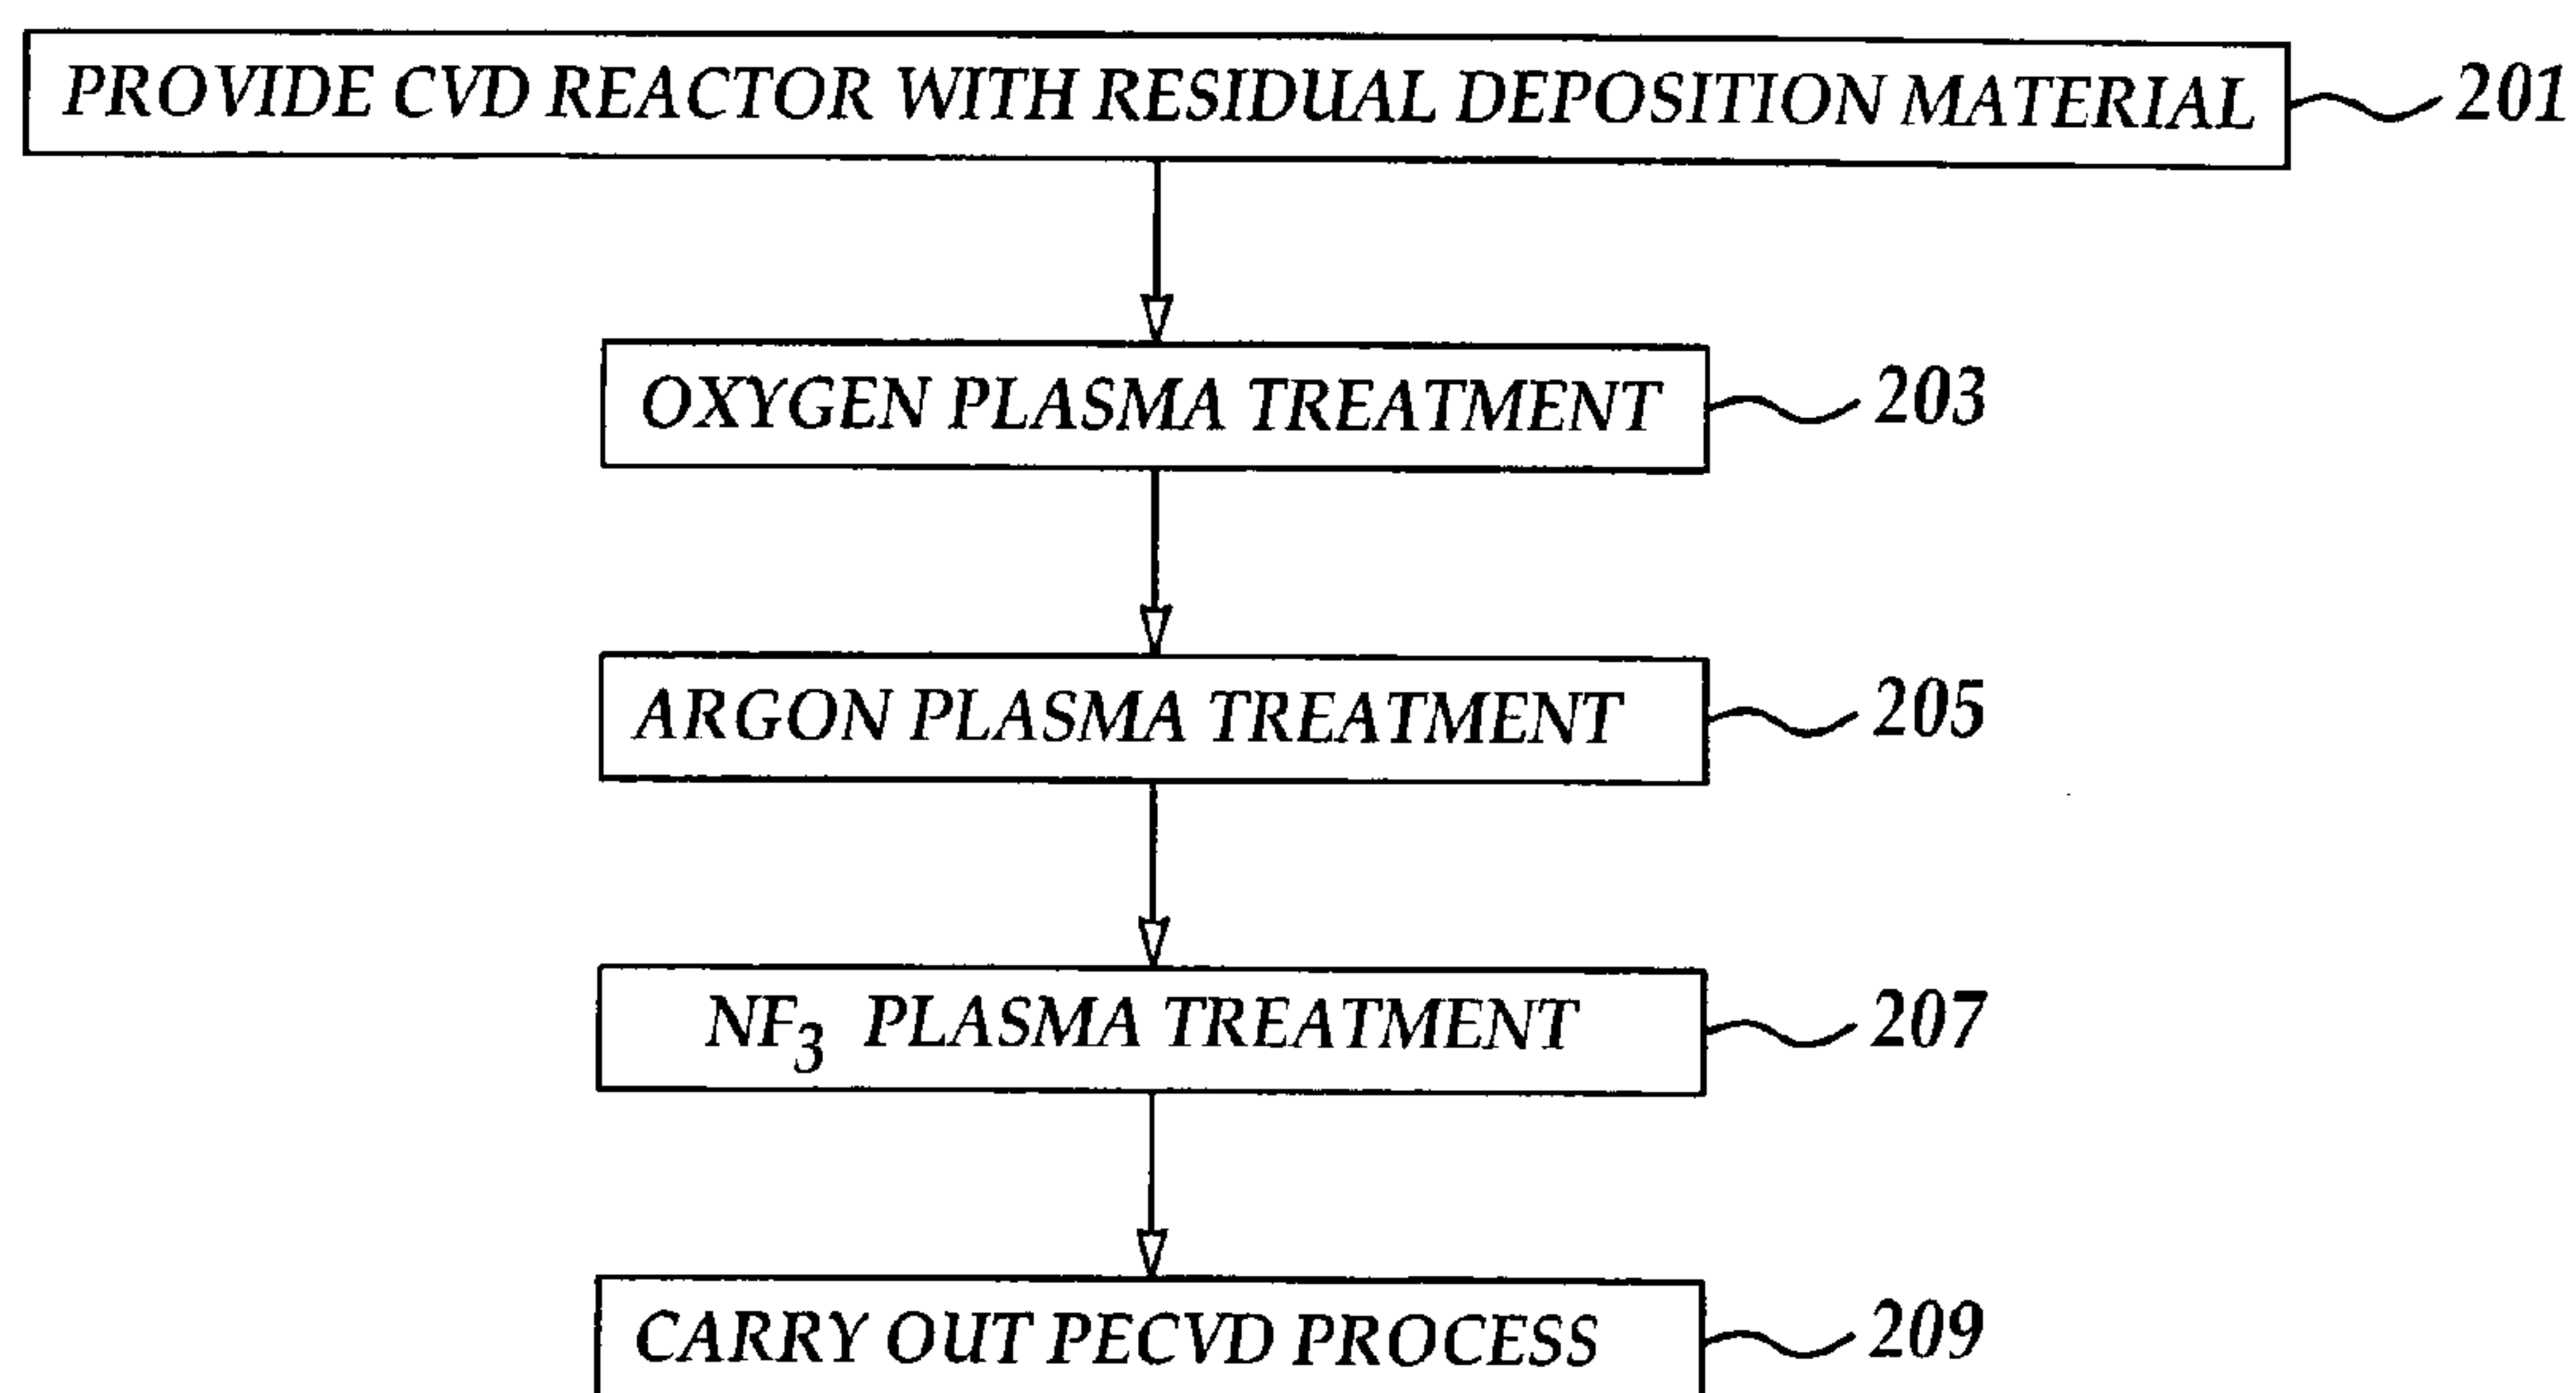 PROVIDE CVD REACTOR WITH RESIDUAL DEPOSITION MATERIAL 201
OXYGEN PLASMA TREATMENT 203
ARGON PLASMA TREATMENT 205
NF3 PLASMA TREATMENT 207
CARRY OUT PECVD PROCESS 209